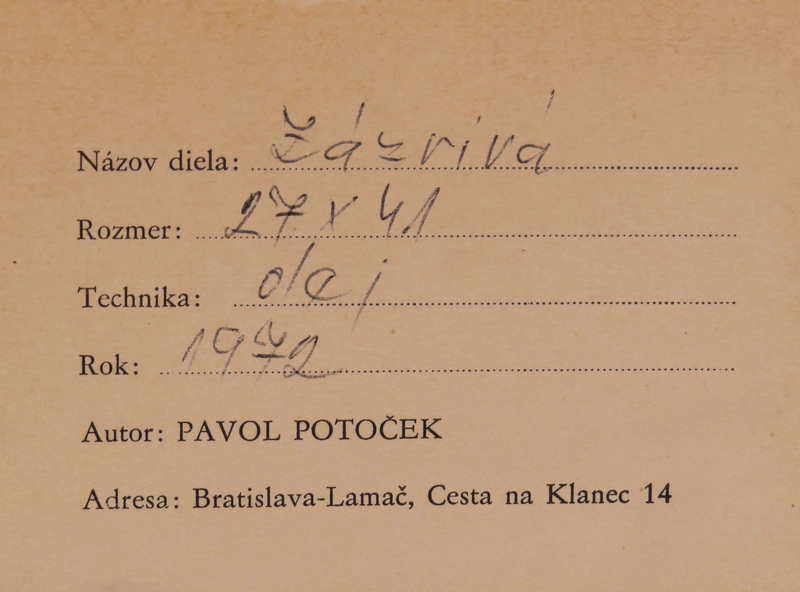 Názov diela: Zázrivá
Rozmer: 27 x 41
Technika: olej
Rok: 1972
Autor: PAVOL POTOČEK
Adresa: Bratislava-Lamač, Cesta na Klanec 14